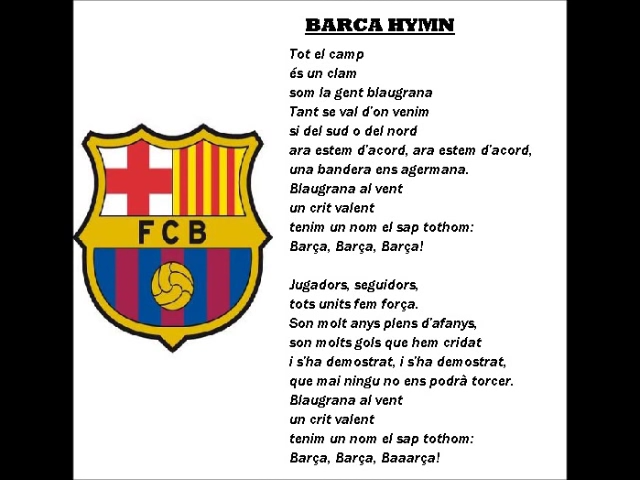 BARCA HYMN
Tot el camp
és un clam
som la gent blaugrana
Tant se val d'on venim
si del sud o del nord
ara estem d'acord, ara estem d'acord,
una bandera ens agermana.
Blaugrana al vent
un crit valent
tenim un nom el sap tothom:
Barça, Barça, Barça!
Jugadors, seguidors,
tots units fem força.
Son molt anys plens d'afanys,
son molts gols que hem cridat
i s'ha demostrat, i s'ha demostrat,
que mai ningu no ens podrà torcer.
Blaugrana al vent
un crit valent
tenim un nom el sap tothom:
Barça, Barça, Baaarça!
FCB